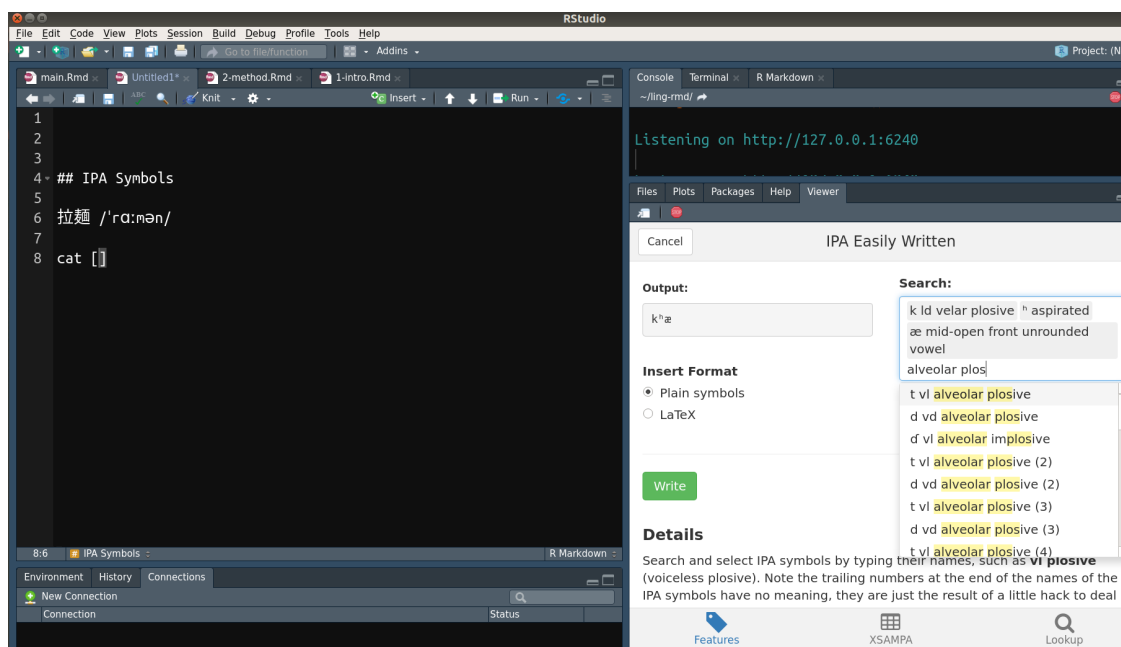 RStudio
File Edit Code View Plots Session Build Debug Profile Tools Help
Go to file/function Addins Project: (N
main.Rmd Untitled1* 2-method.Rmd 1-intro.Rmd
ABC Knit Insert Run
1
2
3
4 ## IPA Symbols
5
6 拉麺 /ˈrɑːmən/
7
8 cat []
8:6 # IPA Symbols R Markdown
Environment History Connections
New Connection
Connection Status
Console Terminal R Markdown
~/ling-rmd/
Listening on http://127.0.0.1:6240
Files Plots Packages Help Viewer
Cancel IPA Easily Written
Output:
kʰæ
Insert Format
Plain symbols
LaTeX
Write
Search:
k ld velar plosive ʰ aspirated
æ mid-open front unrounded
vowel
alveolar plos
t vl alveolar plosive
d vd alveolar plosive
ɗ vl alveolar implosive
t vl alveolar plosive (2)
d vd alveolar plosive (2)
t vl alveolar plosive (3)
d vd alveolar plosive (3)
t vl alveolar plosive (4)
Details
Search and select IPA symbols by typing their names, such as vl plosive
(voiceless plosive). Note the trailing numbers at the end of the names of the
IPA symbols have no meaning, they are just the result of a little hack to deal
Features XSAMPA Lookup